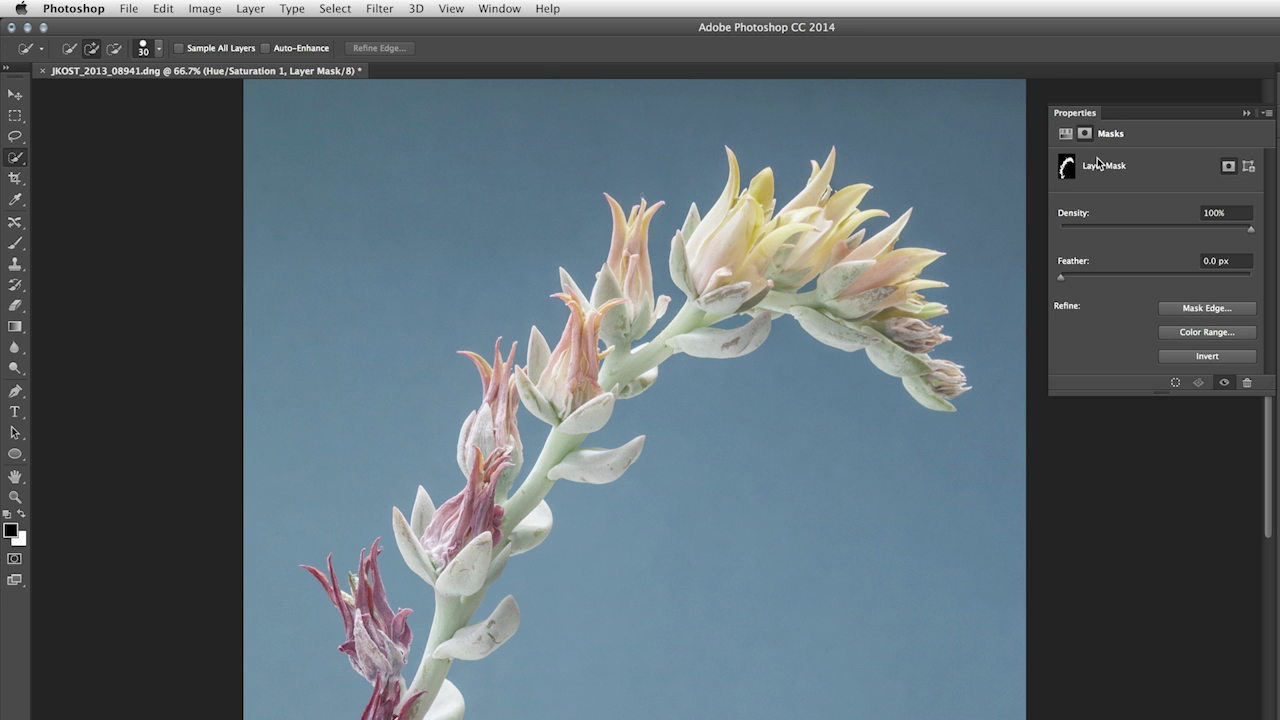 Photoshop File Edit Image Layer Type Select Filter 3D View Window Help
Adobe Photoshop CC 2014
30 Sample All Layers Auto-Enhance Refine Edge...
× JKOST_2013_08941.dng @ 66.7% (Hue/Saturation 1, Layer Mask/8) *
Properties
Masks
Layer Mask
Density: 100%
Feather: 0.0 px
Refine: Mask Edge...
Color Range...
Invert